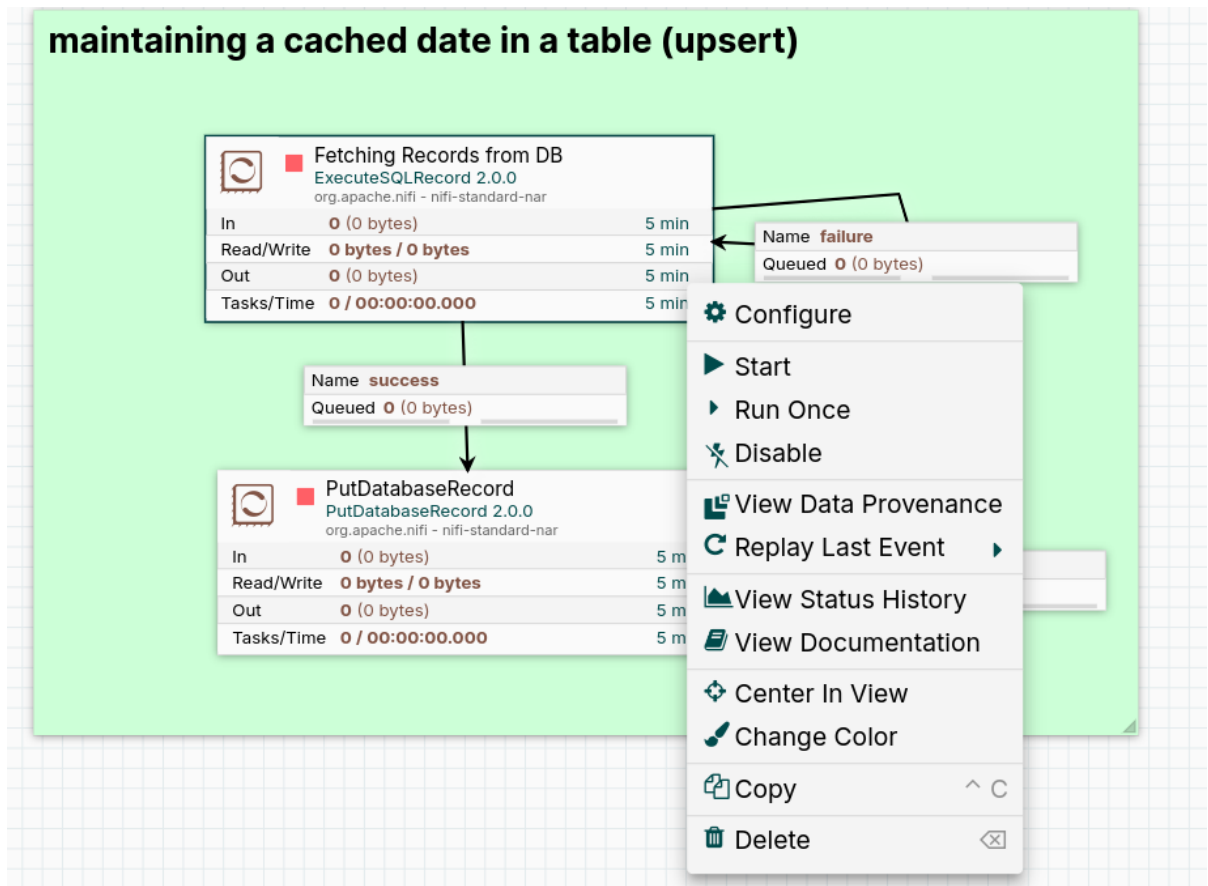 maintaining a cached date in a table (upsert)
Fetching Records from DB
ExecuteSQLRecord 2.0.0
org.apache.nifi - nifi-standard-nar
In 0 (0 bytes) 5 min
Read/Write 0 bytes / 0 bytes 5 min
Out 0 (0 bytes) 5 min
Tasks/Time 0 / 00:00:00.000 5 min
Name failure
Queued 0 (0 bytes)
Name success
Queued 0 (0 bytes)
PutDatabaseRecord
PutDatabaseRecord 2.0.0
org.apache.nifi - nifi-standard-nar
In 0 (0 bytes) 5 m
Read/Write 0 bytes / 0 bytes 5 m
Out 0 (0 bytes) 5 m
Tasks/Time 0 / 00:00:00.000 5 m
Configure
Start
Run Once
Disable
View Data Provenance
Replay Last Event
View Status History
View Documentation
Center In View
Change Color
Copy ^ C
Delete